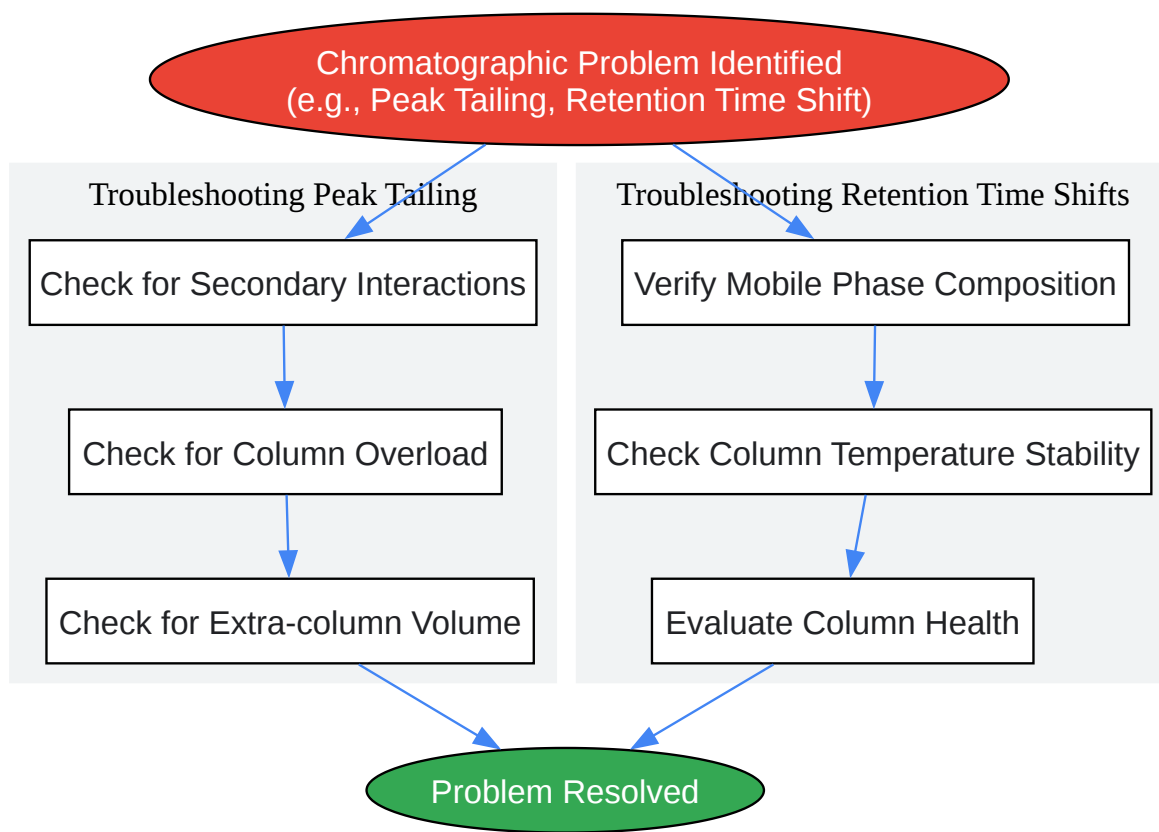 Chromatographic Problem Identified
(e.g., Peak Tailing, Retention Time Shift)
Troubleshooting Peak Tailing
Check for Secondary Interactions
Check for Column Overload
Check for Extra-column Volume
Troubleshooting Retention Time Shifts
Verify Mobile Phase Composition
Check Column Temperature Stability
Evaluate Column Health
Problem Resolved